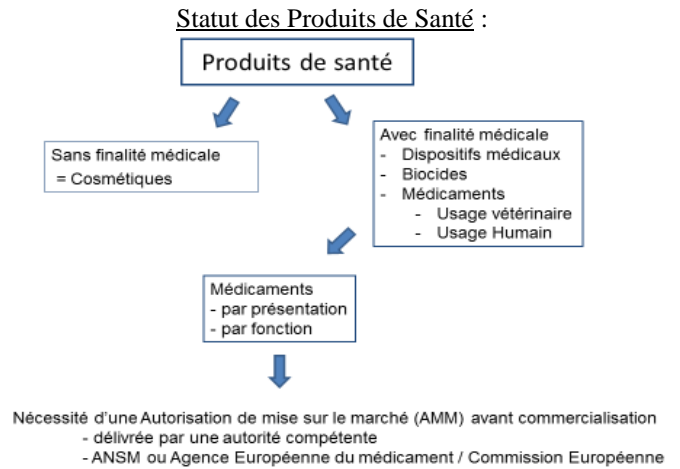 Statut des Produits de Santé :
Produits de santé
Sans finalité médicale
= Cosmétiques
Avec finalité médicale
- Dispositifs médicaux
- Biocides
- Médicaments
- Usage vétérinaire
- Usage Humain
Médicaments
- par présentation
- par fonction
Nécessité d'une Autorisation de mise sur le marché (AMM) avant commercialisation
- délivrée par une autorité compétente
- ANSM ou Agence Européenne du médicament / Commission Européenne